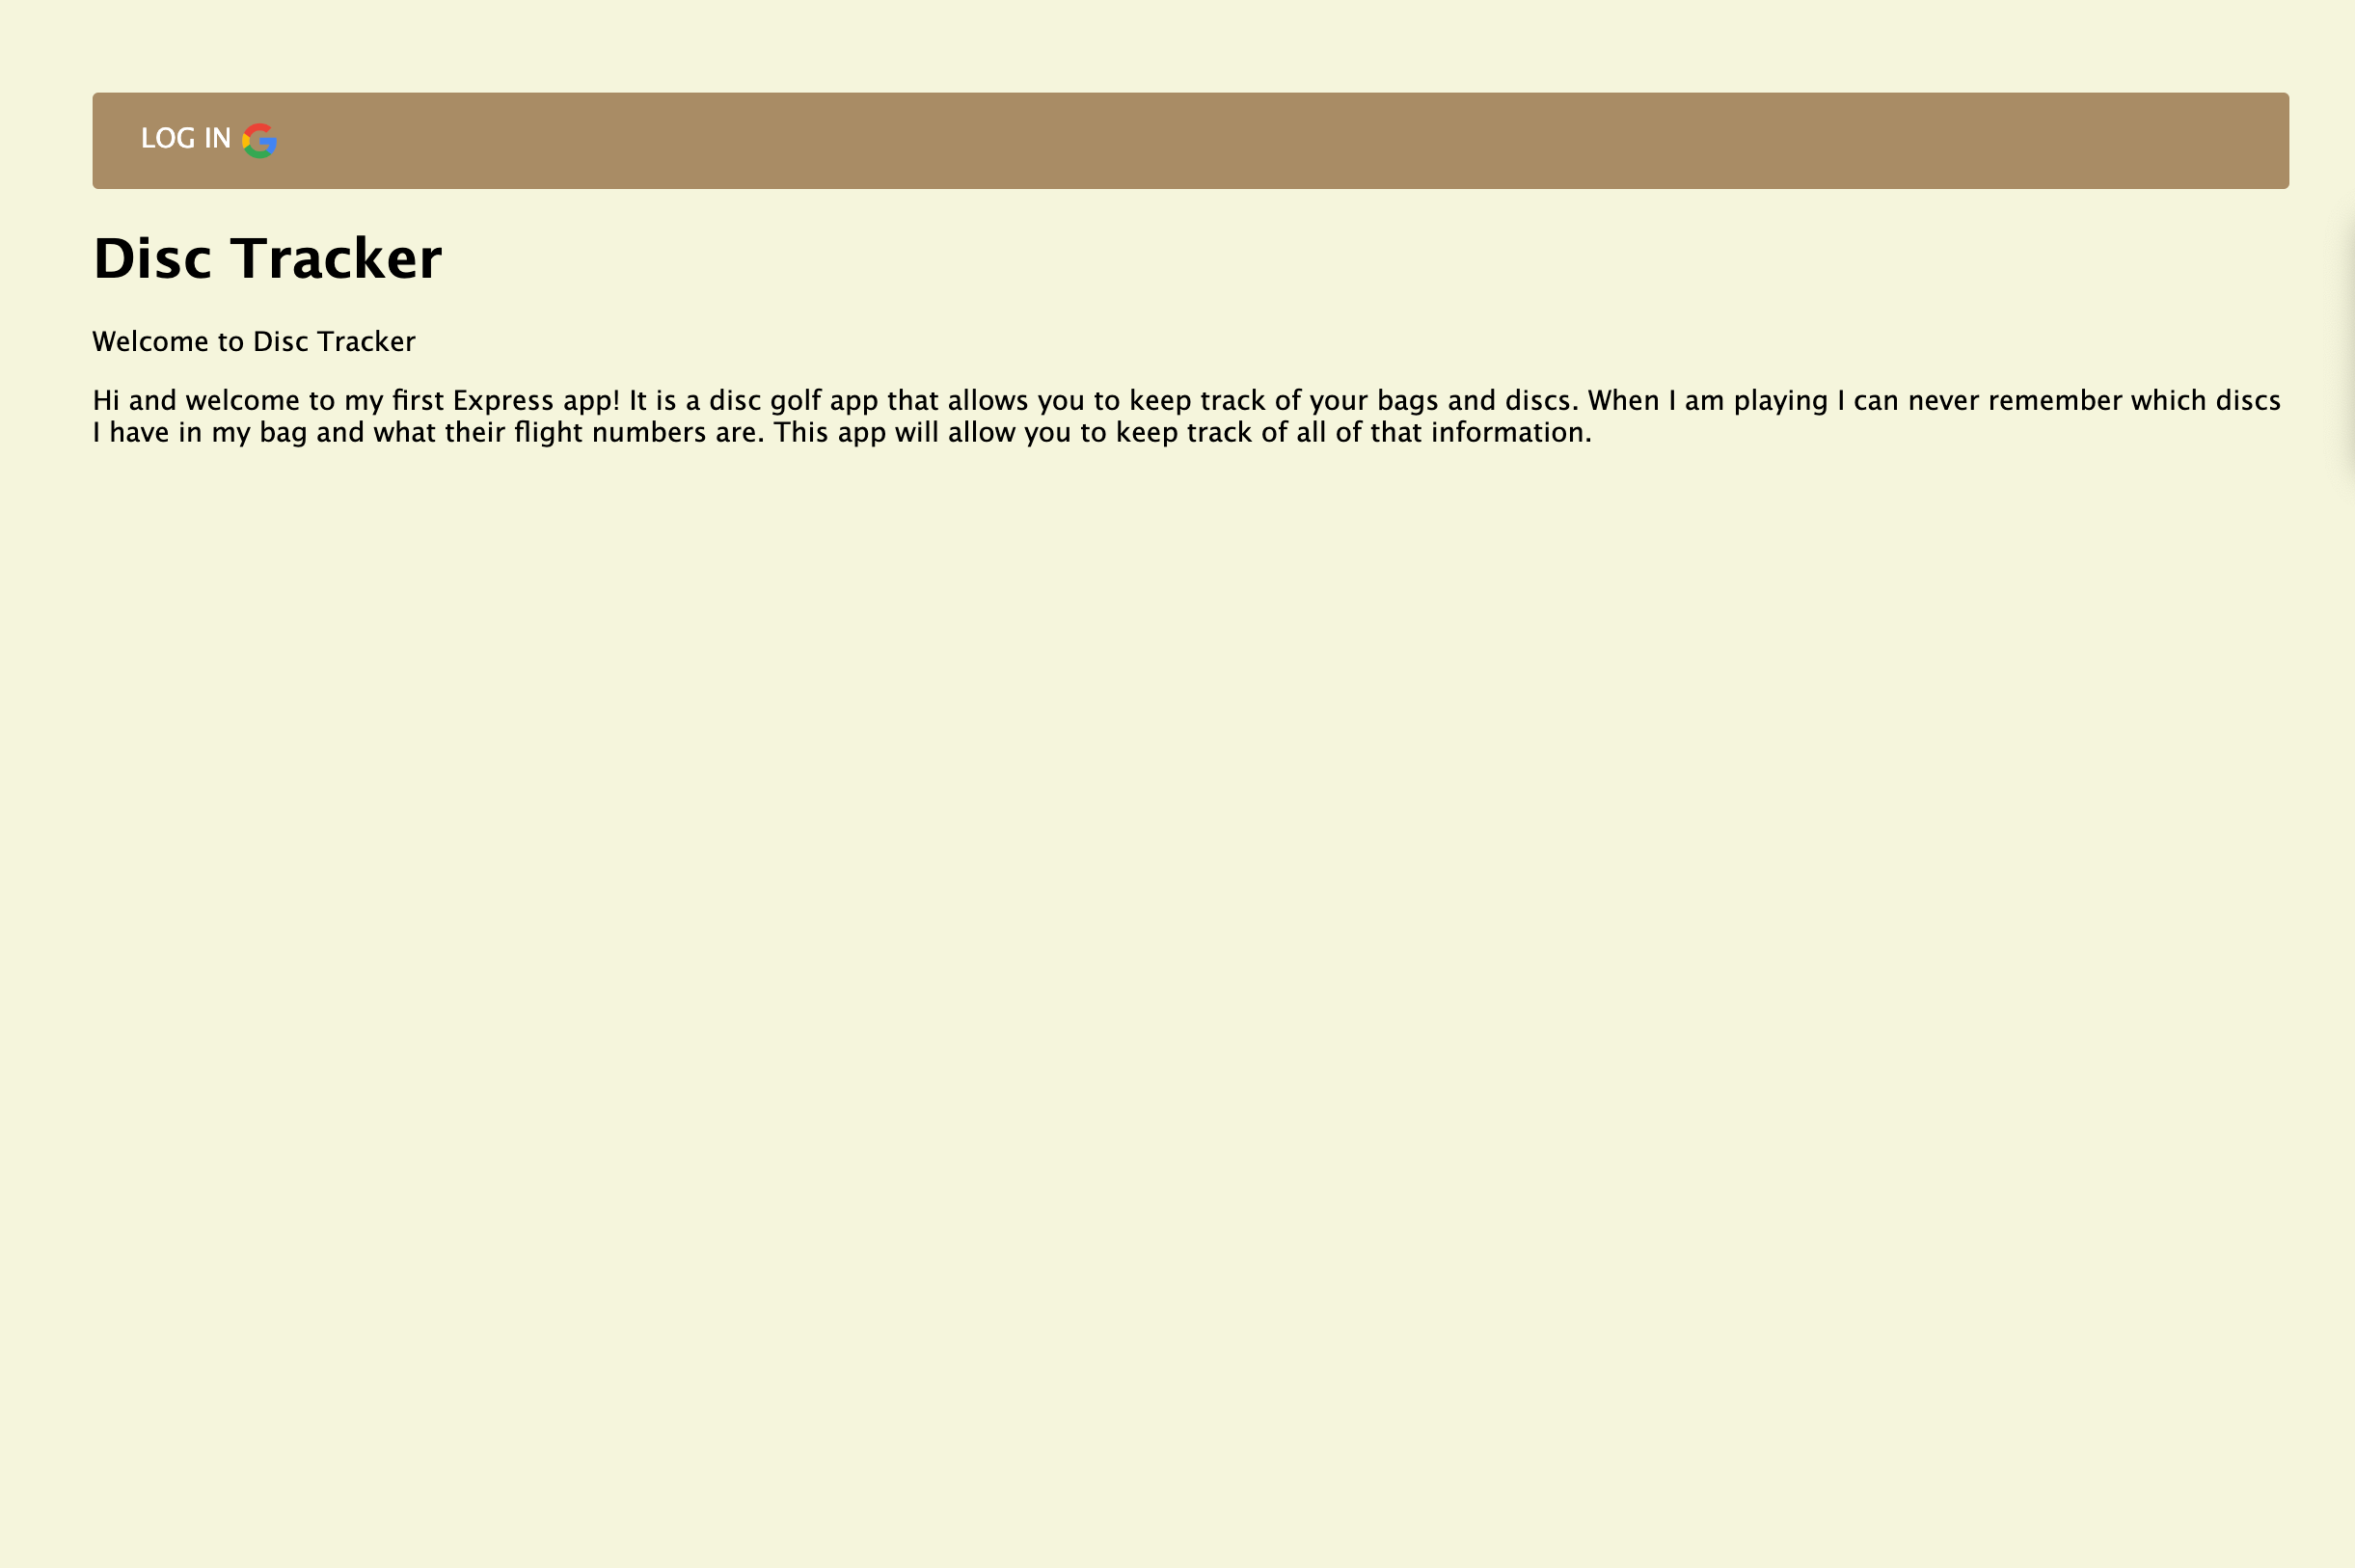 LOG IN
Disc Tracker
Welcome to Disc Tracker
Hi and welcome to my first Express app! It is a disc golf app that allows you to keep track of your bags and discs. When I am playing I can never remember which discs
I have in my bag and what their flight numbers are. This app will allow you to keep track of all of that information.